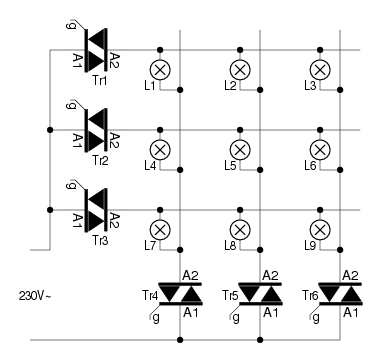 g
A1 A2
Tr1
L1 L2 L3
g
A1 A2
Tr2
L4 L5 L6
g
A1 A2
Tr3
L7 L8 L9
A2 A2 A2
230V~ Tr4 Tr5 Tr6
g A1 g A1 g A1